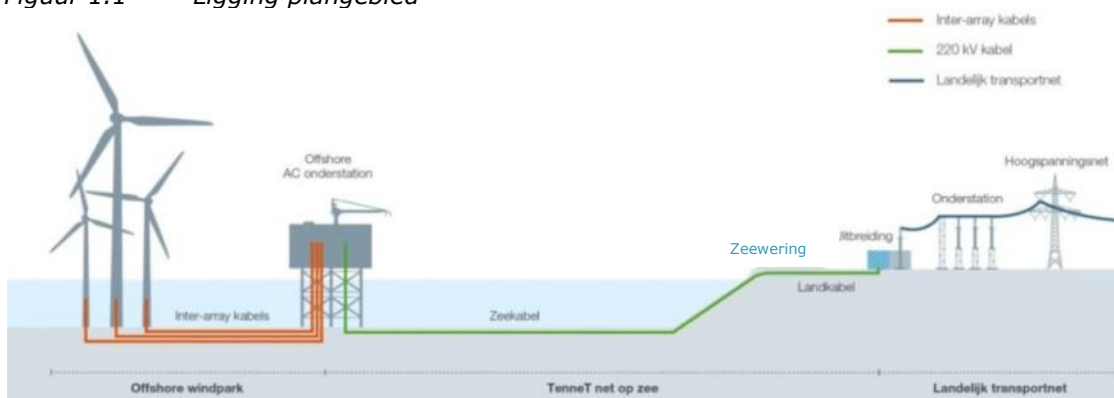 Figuur 1.1 Ligging plangebied
Inter-array kabels
220 kV kabel
Landelijk transportnet
Offshore
AC onderstation
Hoogspanningsnet
Onderstation
Zeewering
Jitbreiding
Landkabel
Inter-array kabels
Zeekabel
Offshore windpark
TenneT net op zee
Landelijk transportnet